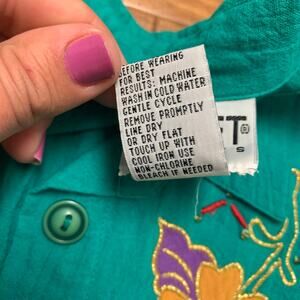 BEFORE WEARING
FOR BEST
RESULTS: MACHINE
WASH IN COLD WATER
GENTLE CYCLE
REMOVE PROMPTLY
LINE DRY
OR DRY FLAT
TOUCH UP WITH
COOL IRON USE
NON-CHLORINE
BLEACH IF NEEDED
T®
S